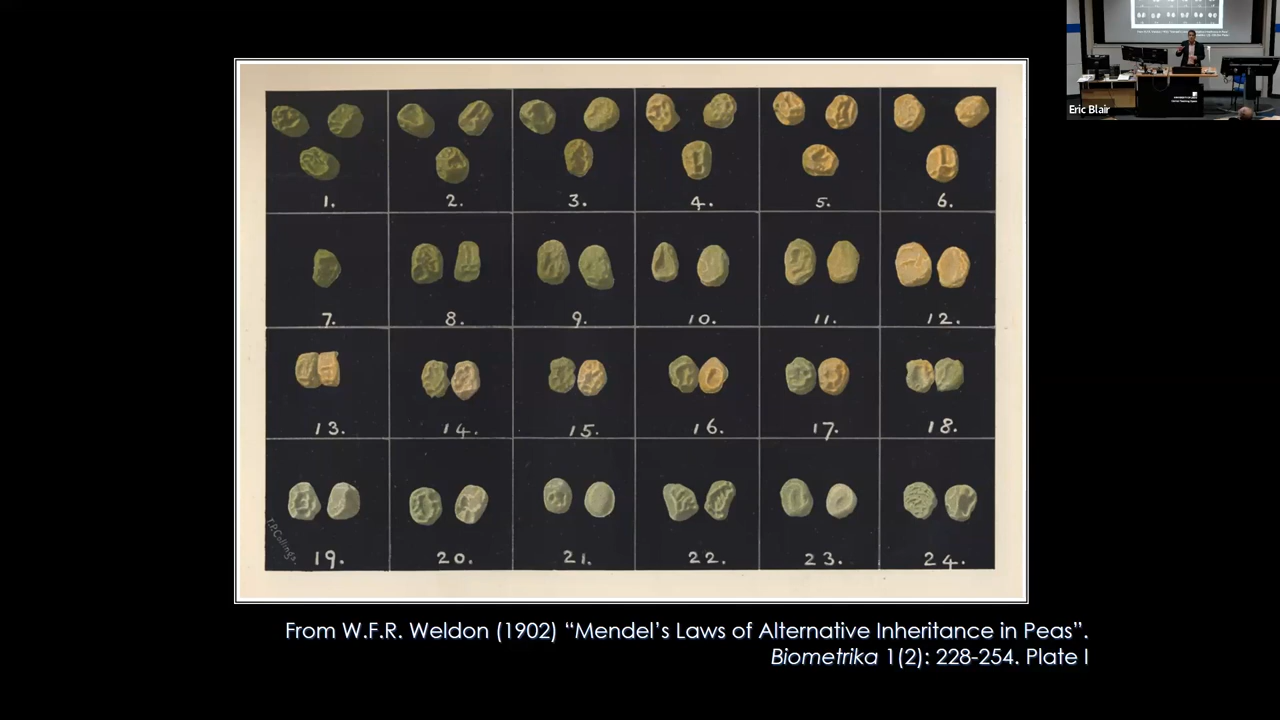 Eric Blair
1. 2. 3. 4. 5. 6.
7. 8. 9. 10. 11. 12.
13. 14. 15. 16. 17. 18.
T.P. Collings.
19. 20. 21. 22. 23. 24.
From W.F.R. Weldon (1902) “Mendel’s Laws of Alternative Inheritance in Peas”.
Biometrika 1(2): 228-254. Plate I